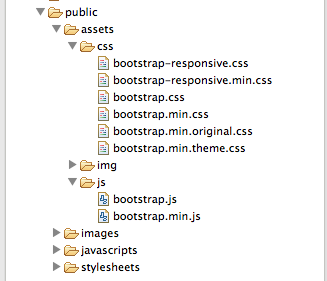 public
assets
css
bootstrap-responsive.css
bootstrap-responsive.min.css
bootstrap.css
bootstrap.min.css
bootstrap.min.original.css
bootstrap.min.theme.css
img
js
bootstrap.js
bootstrap.min.js
images
javascripts
stylesheets